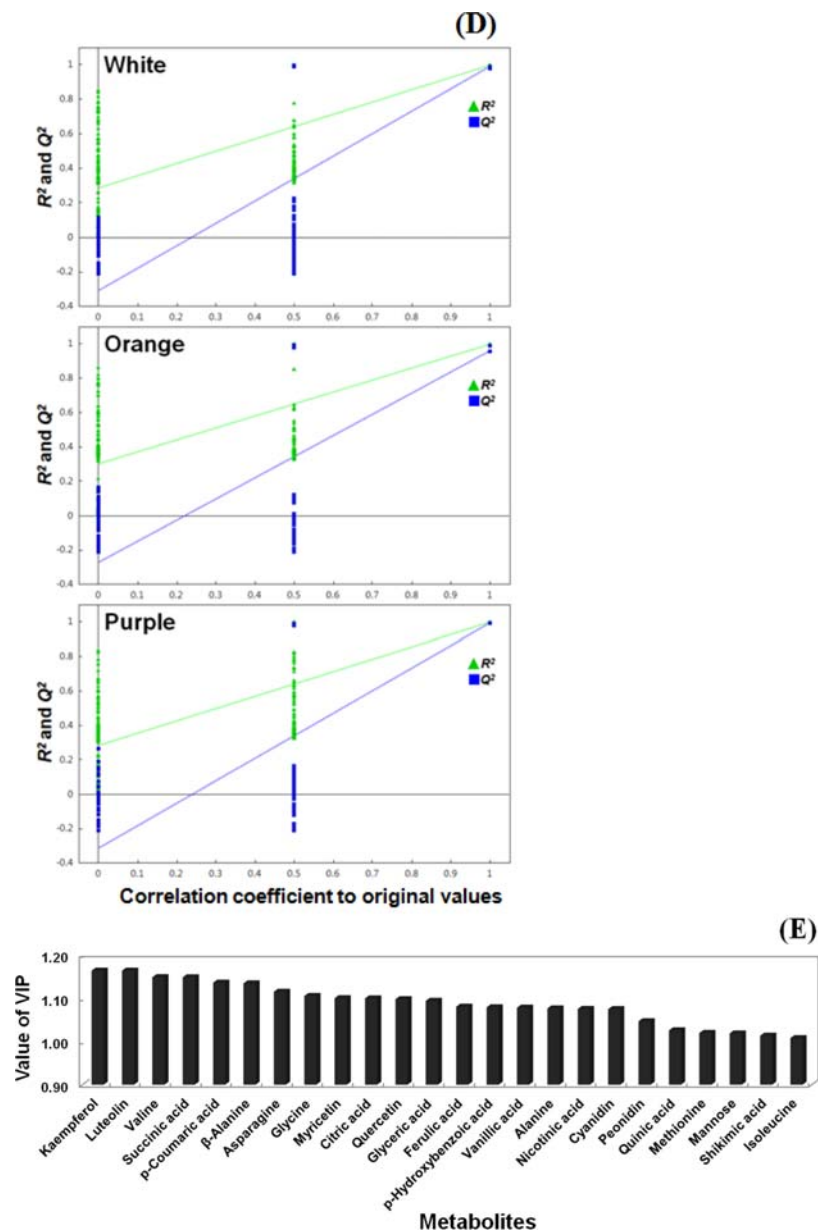 (D)
White
R² and Q²
1
0.8
0.6
0.4
0.2
0
-0.2
-0.4
▲ R²
■ Q²
0 0.1 0.2 0.3 0.4 0.5 0.6 0.7 0.8 0.9 1
Orange
R² and Q²
1
0.8
0.6
0.4
0.2
0
-0.2
-0.4
▲ R²
■ Q²
0 0.1 0.2 0.3 0.4 0.5 0.6 0.7 0.8 0.9 1
Purple
R² and Q²
1
0.8
0.6
0.4
0.2
0
-0.2
-0.4
▲ R²
■ Q²
0 0.1 0.2 0.3 0.4 0.5 0.6 0.7 0.8 0.9 1
Correlation coefficient to original values
(E)
Value of VIP
1.20
1.10
1.00
0.90
Kaempferol
Luteolin
Valine
Succinic acid
p-Coumaric acid
β-Alanine
Asparagine
Glycine
Myricetin
Citric acid
Quercetin
Glyceric acid
Ferulic acid
p-Hydroxybenzoic acid
Vanillic acid
Alanine
Nicotinic acid
Cyanidin
Peonidin
Quinic acid
Methionine
Mannose
Shikimic acid
Isoleucine
Metabolites